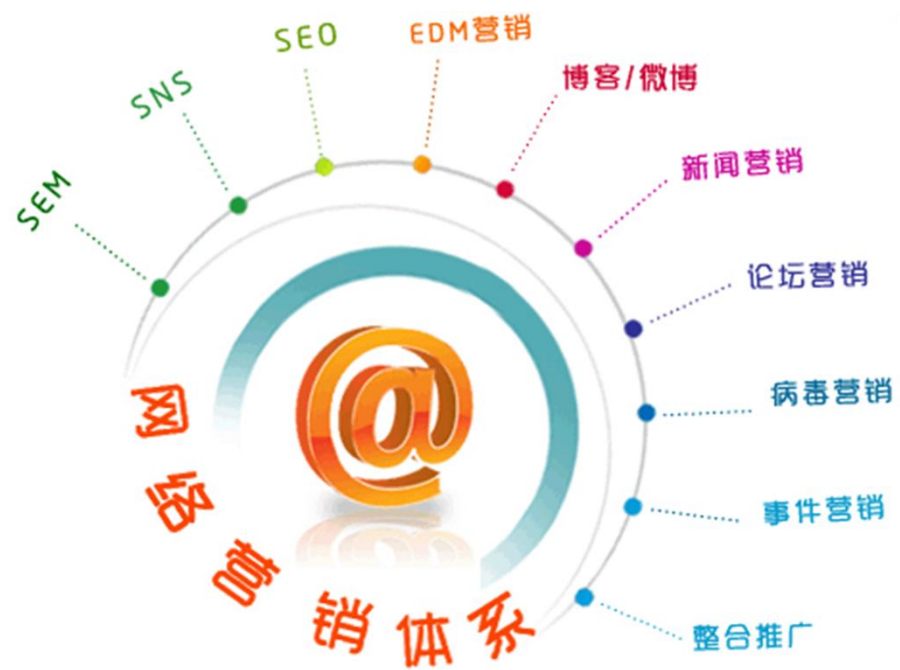 SEM
SNS
SEO
EDM营销
博客/微博
新闻营销
论坛营销
病毒营销
事件营销
整合推广
@
网络营销体系